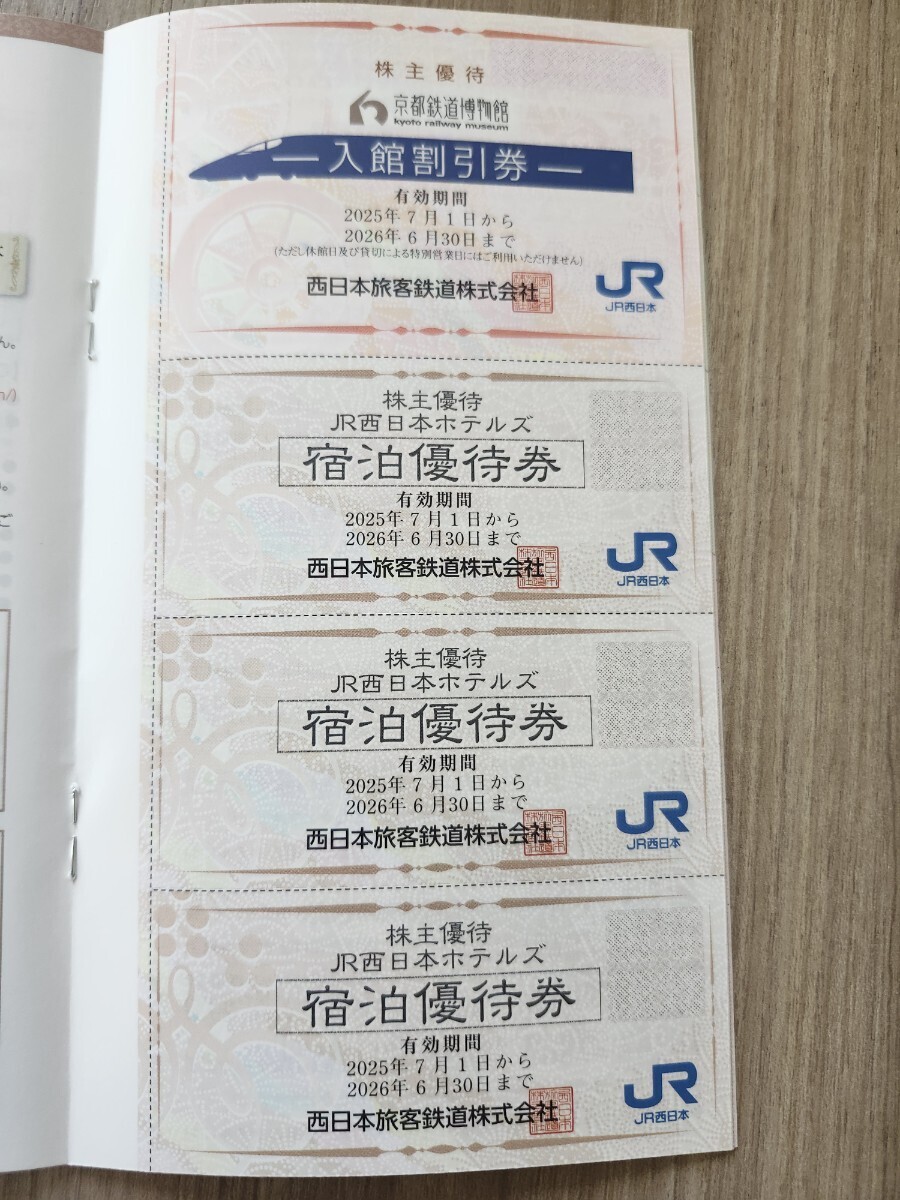 株主優待
京都鉄道博物館
kyoto railway museum
入館割引券
有効期間
2025年7月1日から
2026年6月30日まで
(ただし休館日及び貸切による特別営業日にはご利用いただけません)
西日本旅客鉄道株式会社
JR
JR西日本
株主優待
JR西日本ホテルズ
宿泊優待券
有効期間
2025年7月1日から
2026年6月30日まで
西日本旅客鉄道株式会社
JR
JR西日本
株主優待
JR西日本ホテルズ
宿泊優待券
有効期間
2025年7月1日から
2026年6月30日まで
西日本旅客鉄道株式会社
JR
JR西日本
株主優待
JR西日本ホテルズ
宿泊優待券
有効期間
2025年7月1日から
2026年6月30日まで
西日本旅客鉄道株式会社
JR
JR西日本
ん。
ご